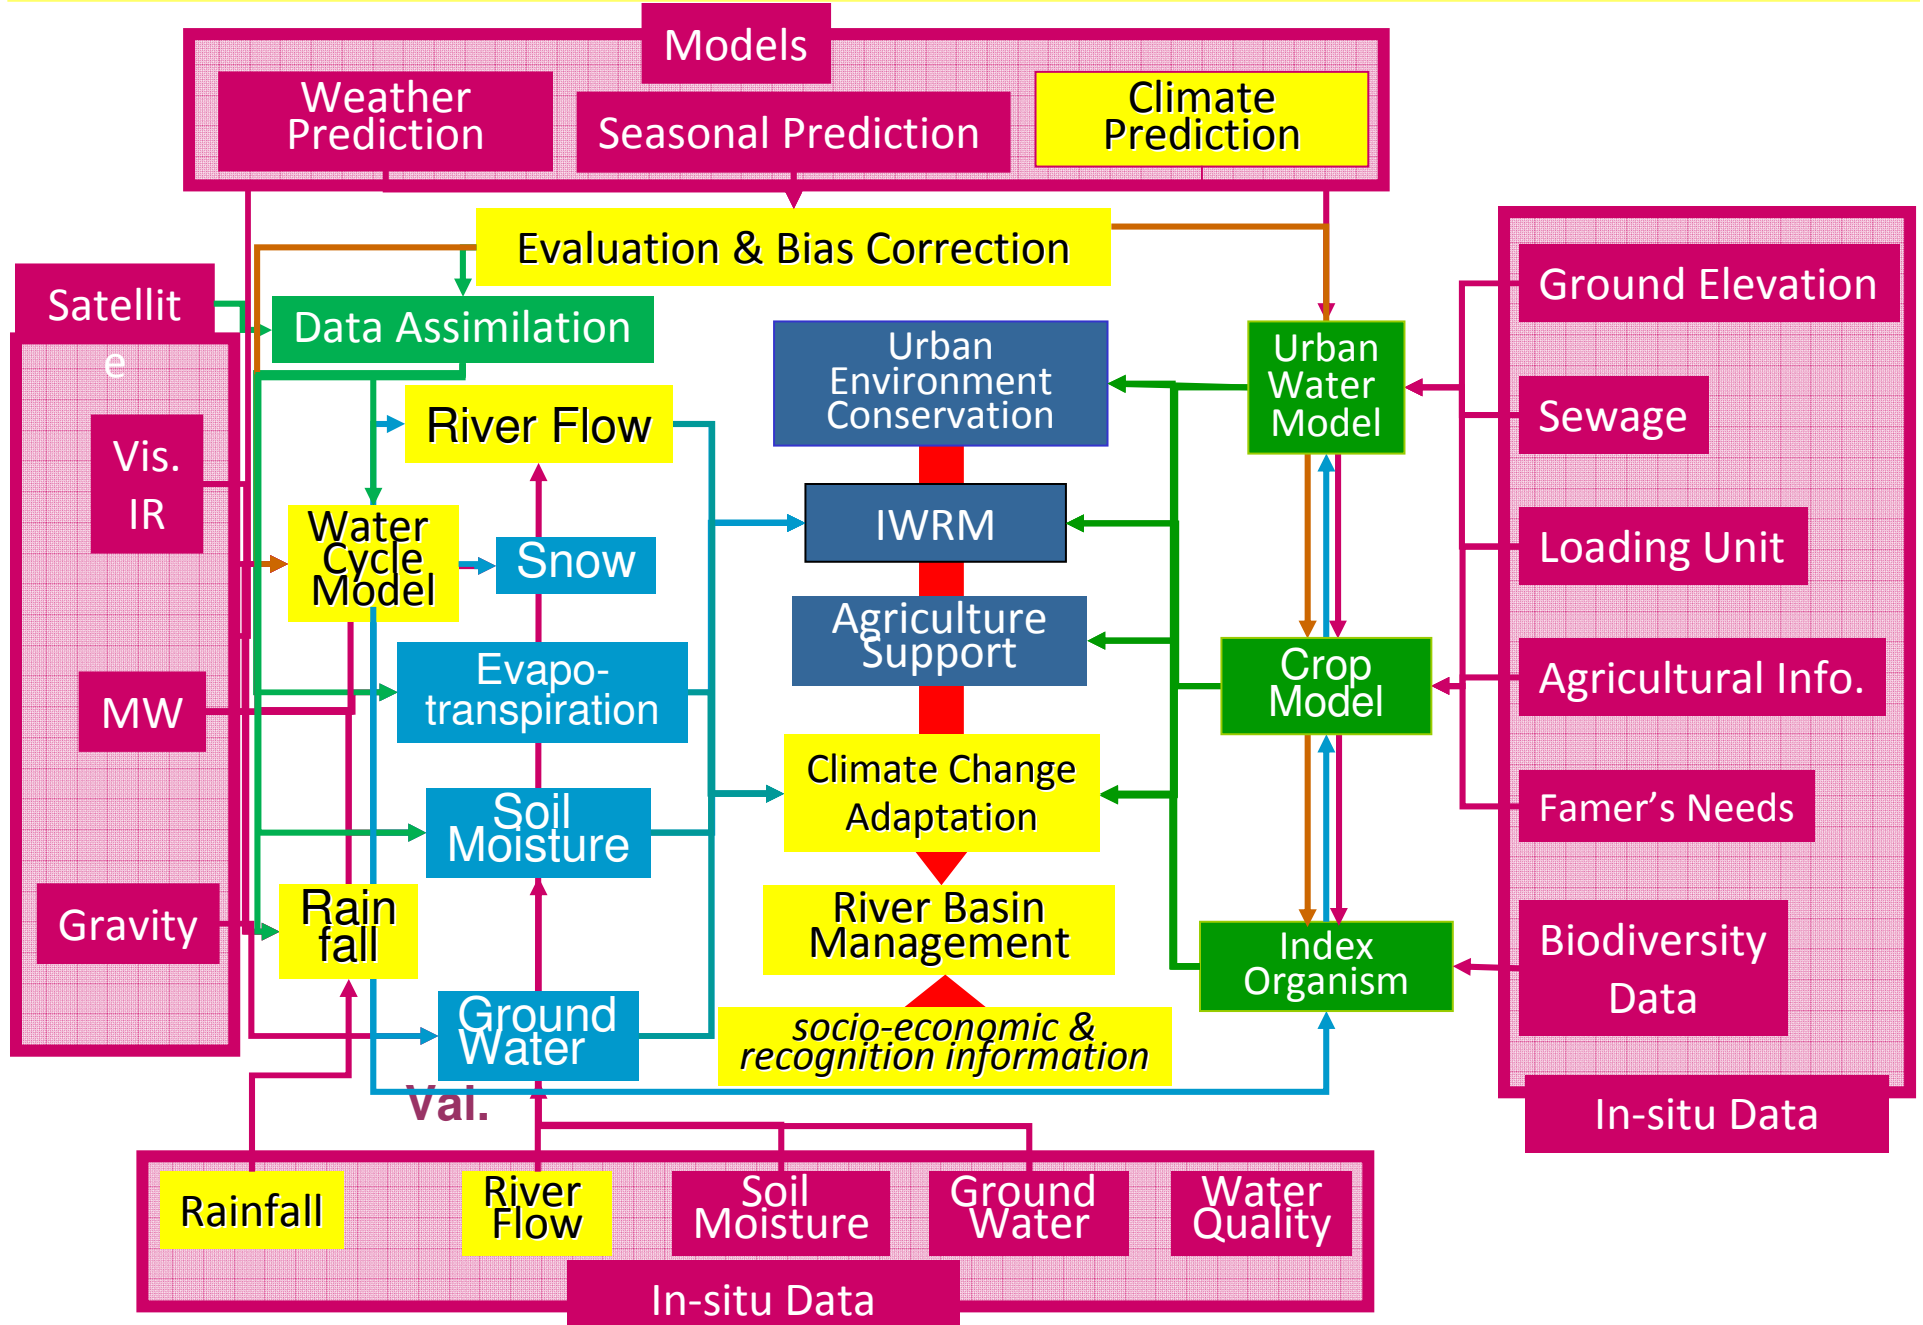 Models
Weather
Prediction
Seasonal Prediction
Climate
Prediction
Evaluation & Bias Correction
Satellit
e
Vis.
IR
MW
Gravity
Data Assimilation
River Flow
Water
Cycle
Model
Snow
Evapo-
transpiration
Soil
Moisture
Rain
fall
Ground
Water
Val.
Urban
Environment
Conservation
IWRM
Agriculture
Support
Climate Change
Adaptation
River Basin
Management
socio-economic &
recognition information
Urban
Water
Model
Crop
Model
Index
Organism
Ground Elevation
Sewage
Loading Unit
Agricultural Info.
Famer's Needs
Biodiversity
Data
In-situ Data
Rainfall
River
Flow
Soil
Moisture
Ground
Water
Water
Quality
In-situ Data